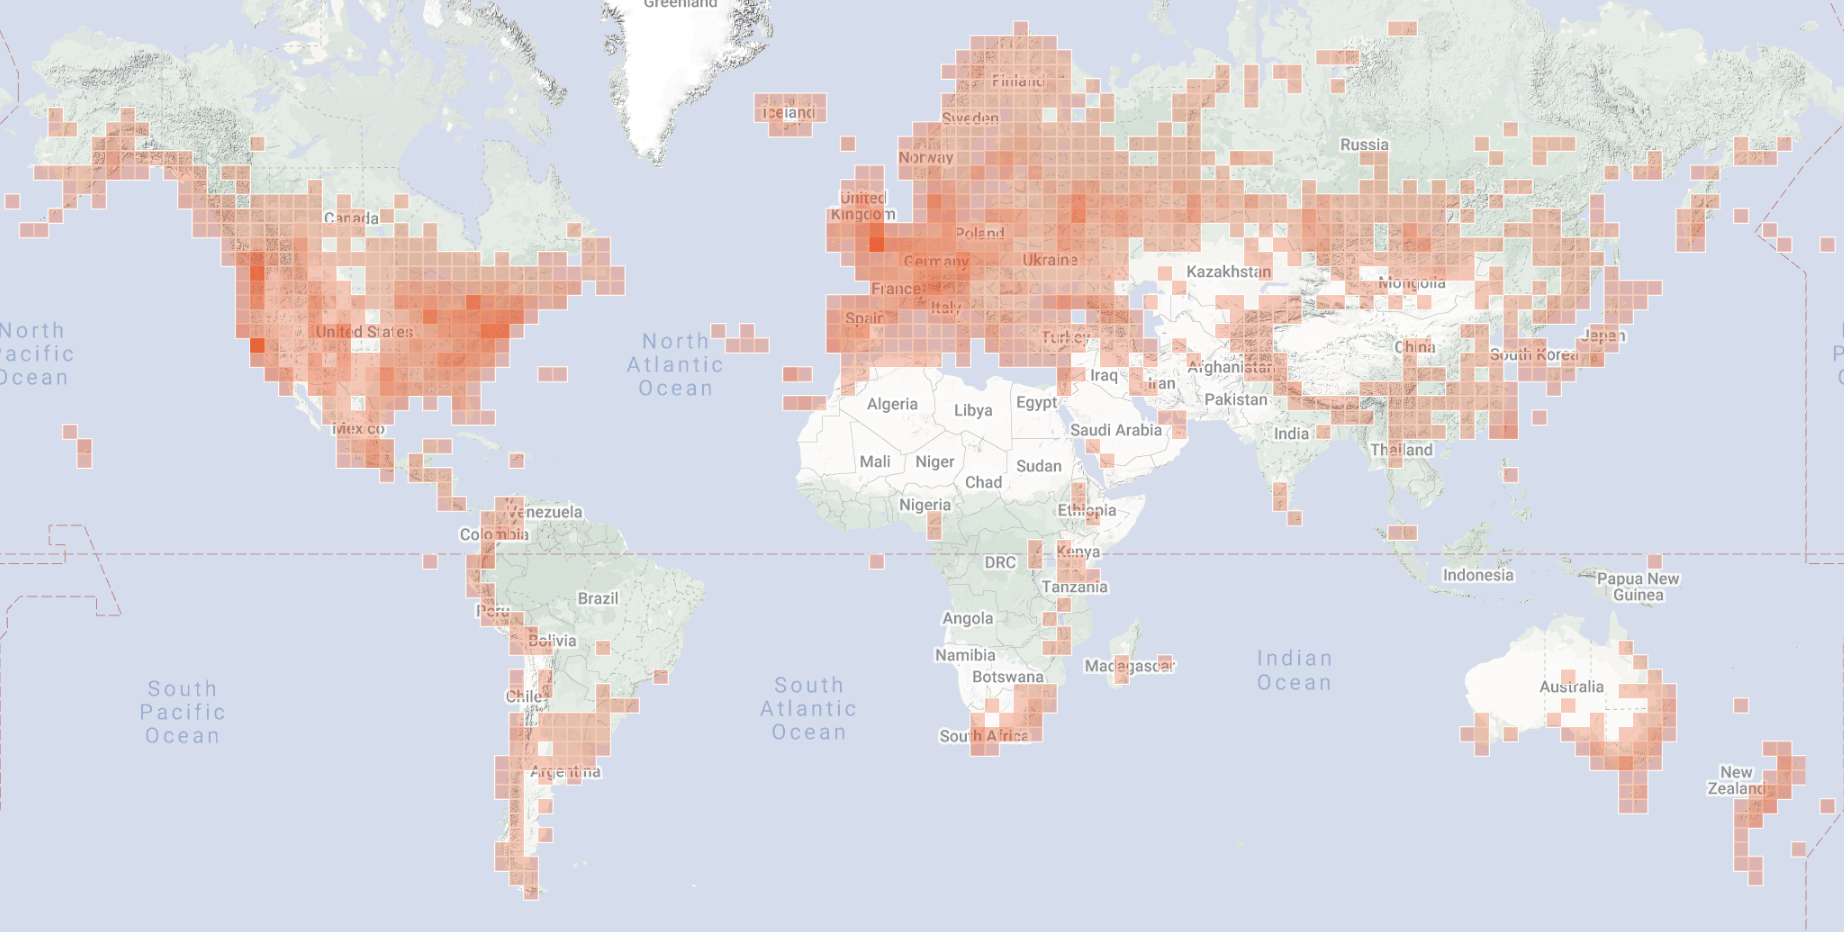 Greenland
Iceland
Finland
Sweden
Norway
Russia
United
Kingdom
Canada
Poland
Germany
Ukraine
Kazakhstan
Mongolia
France
Italy
Spain
United States
North
Pacific
Ocean
North
Atlantic
Ocean
Turkey
Japan
China
South Korea
Afghanistan
Iraq
Iran
Pakistan
Algeria
Libya
Egypt
Mexico
Saudi Arabia
India
Thailand
Mali
Niger
Sudan
Chad
Nigeria
Ethiopia
Venezuela
Colombia
Kenya
DRC
Tanzania
Indonesia
Papua New
Guinea
Brazil
Peru
Angola
Bolivia
Namibia
Botswana
Madagascar
Indian
Ocean
Australia
Chile
South
Pacific
Ocean
South
Atlantic
Ocean
South Africa
Argentina
New
Zealand